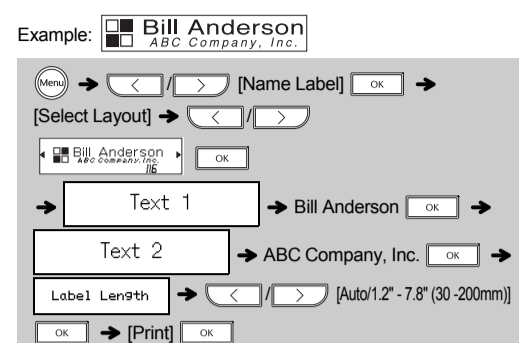 Example: Bill Anderson
ABC Company, Inc.
Menu → < / > [Name Label] OK →
[Select Layout] → < / >
Bill Anderson
ABC Company, Inc.
1/6 OK
→ Text 1 → Bill Anderson OK →
Text 2 → ABC Company, Inc. OK →
Label Length → < / > [Auto/1.2" - 7.8" (30 -200mm)]
OK → [Print] OK